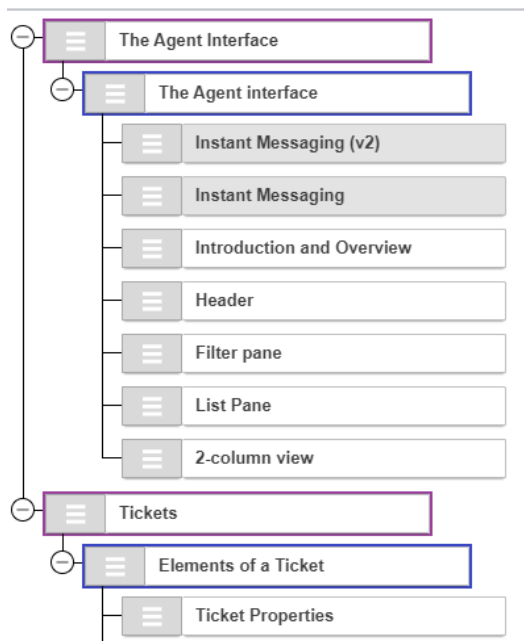 The Agent Interface
The Agent interface
Instant Messaging (v2)
Instant Messaging
Introduction and Overview
Header
Filter pane
List Pane
2-column view
Tickets
Elements of a Ticket
Ticket Properties